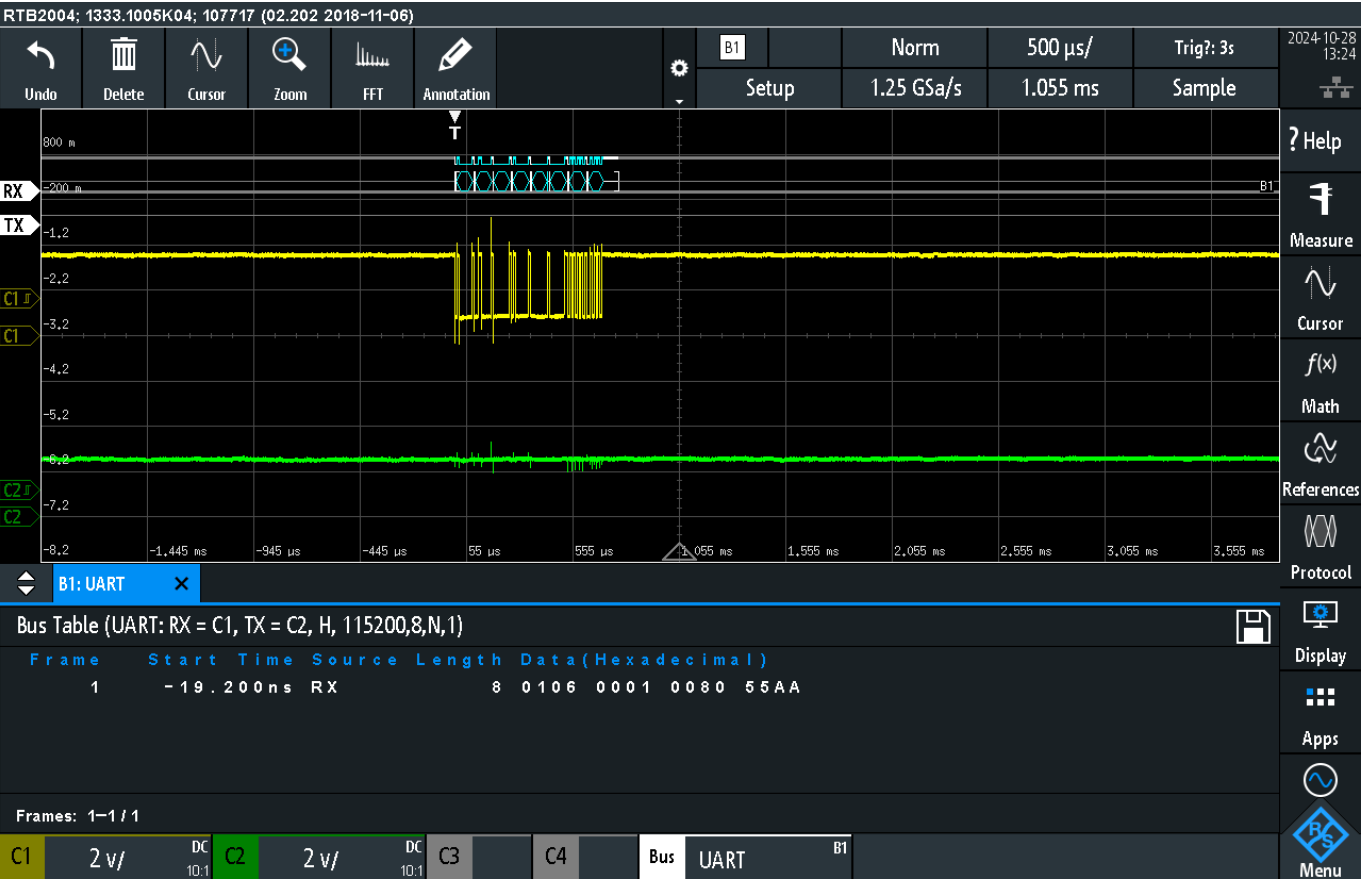 RTB2004; 1333.1005K04; 107717 (02.202 2018-11-06)
Undo Delete Cursor Zoom FFT Annotation
B1 Norm 500 µs/ Trig?: 3s
Setup 1.25 GSa/s 1.055 ms Sample
2024-10-28
13:24
? Help
Measure
Cursor
f(x)
Math
References
Protocol
Display
Apps
Menu
T
800 m
RX -200 m B1
TX
-1.2
-2.2
C1
-3.2
C1
-4.2
-5.2
-6.2
C2
-7.2
C2
-8.2 -1,445 ms -945 µs -445 µs 55 µs 555 µs 1,055 ms 1,555 ms 2,055 ms 2,555 ms 3,055 ms 3,555 ms
B1: UART ×
Bus Table (UART: RX = C1, TX = C2, H, 115200,8,N,1)
Frame Start Time Source Length Data(Hexadecimal)
1 -19.200ns RX 8 0106 0001 0080 55AA
Frames: 1-1 / 1
C1 2 V/ DC 10:1 C2 2 V/ DC 10:1 C3 C4 Bus UART B1
R&S